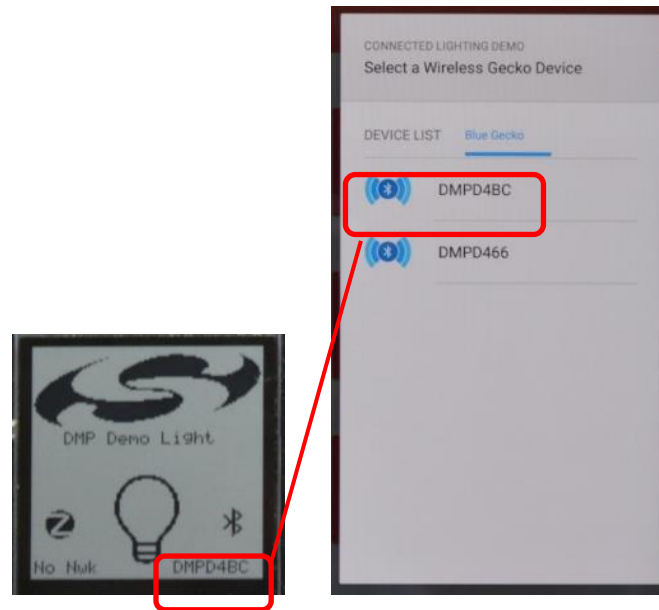 CONNECTED LIGHTING DEMO
Select a Wireless Gecko Device
DEVICE LIST Blue Gecko
DMPD4BC
DMPD466
DMP Demo Light
No Nwk DMPD4BC